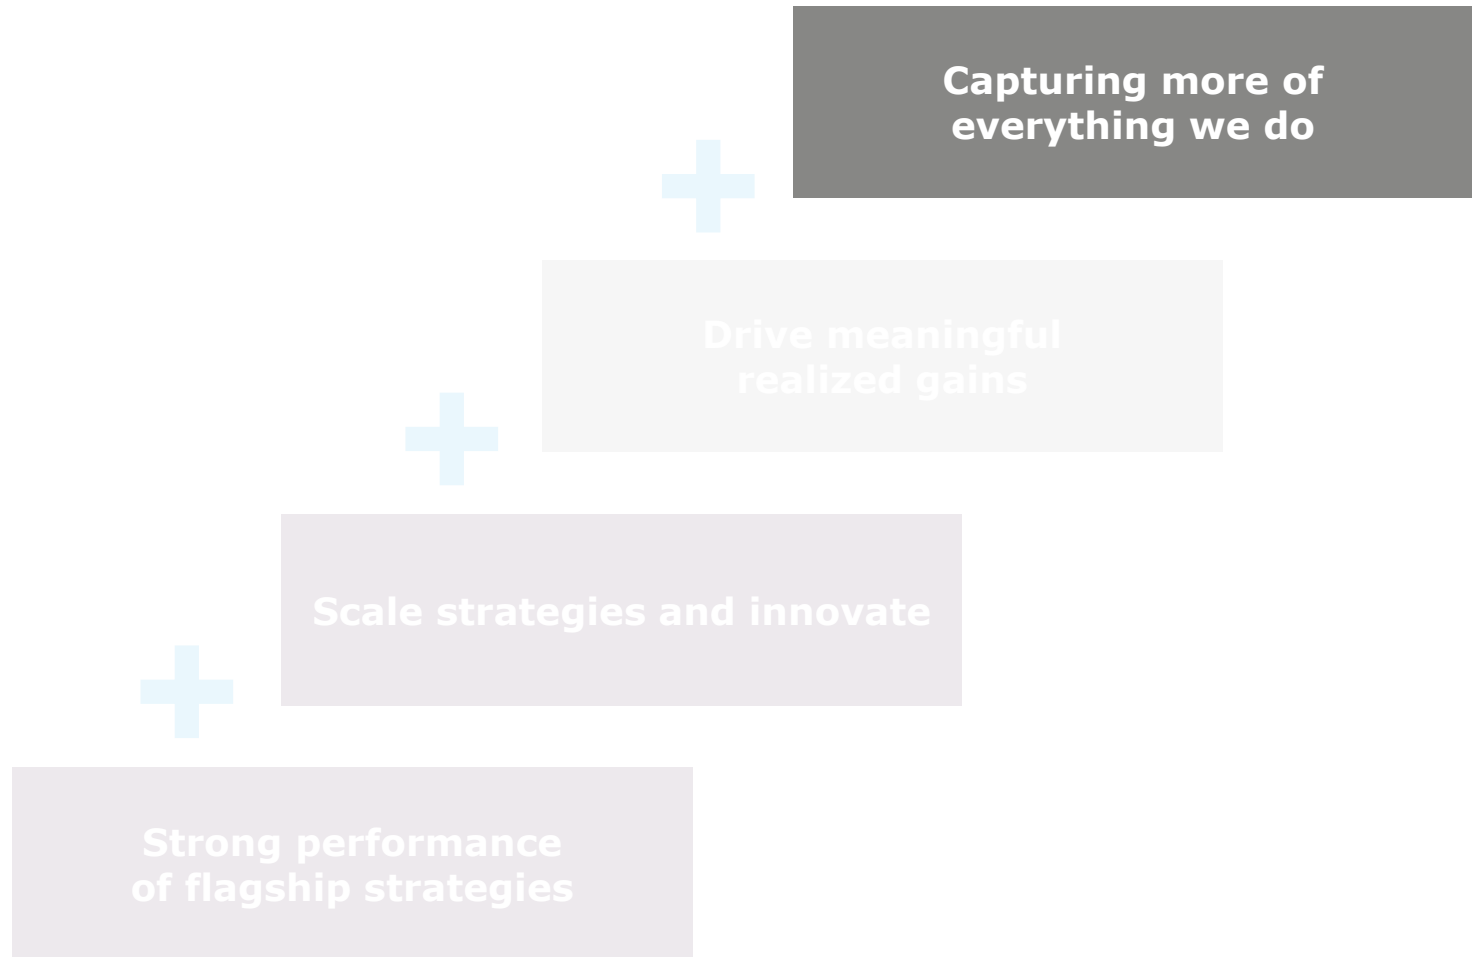 Capturing more of
everything we do
Drive meaningful
realized gains
Scale strategies and innovate
Strong performance
of flagship strategies